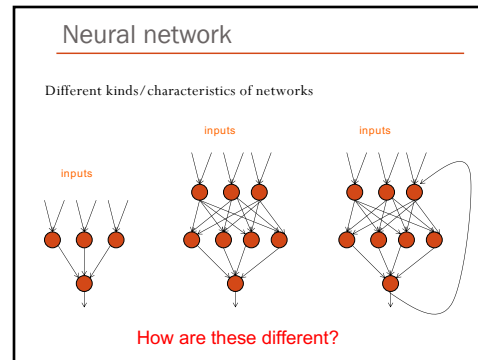 Neural network
Different kinds/characteristics of networks
inputs
inputs
inputs
How are these different?